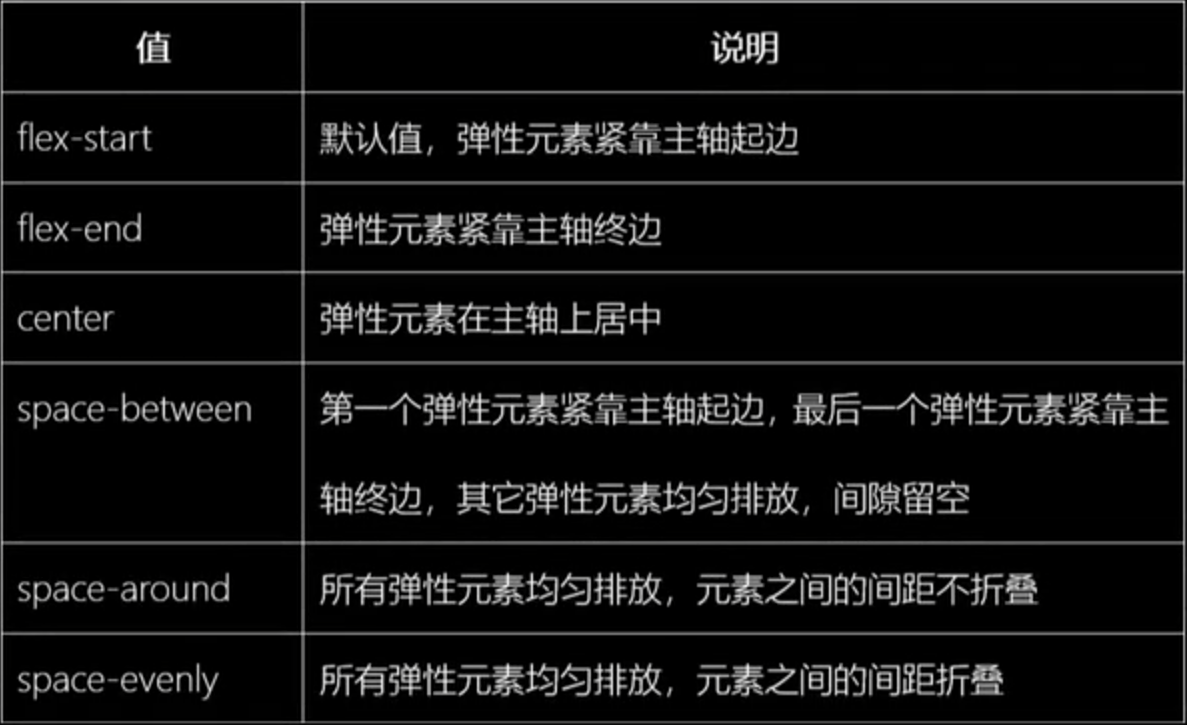 值 说明
flex-start 默认值，弹性元素紧靠主轴起边
flex-end 弹性元素紧靠主轴终边
center 弹性元素在主轴上居中
space-between 第一个弹性元素紧靠主轴起边，最后一个弹性元素紧靠主
轴终边，其它弹性元素均匀排放，间隙留空
space-around 所有弹性元素均匀排放，元素之间的间距不折叠
space-evenly 所有弹性元素均匀排放，元素之间的间距折叠